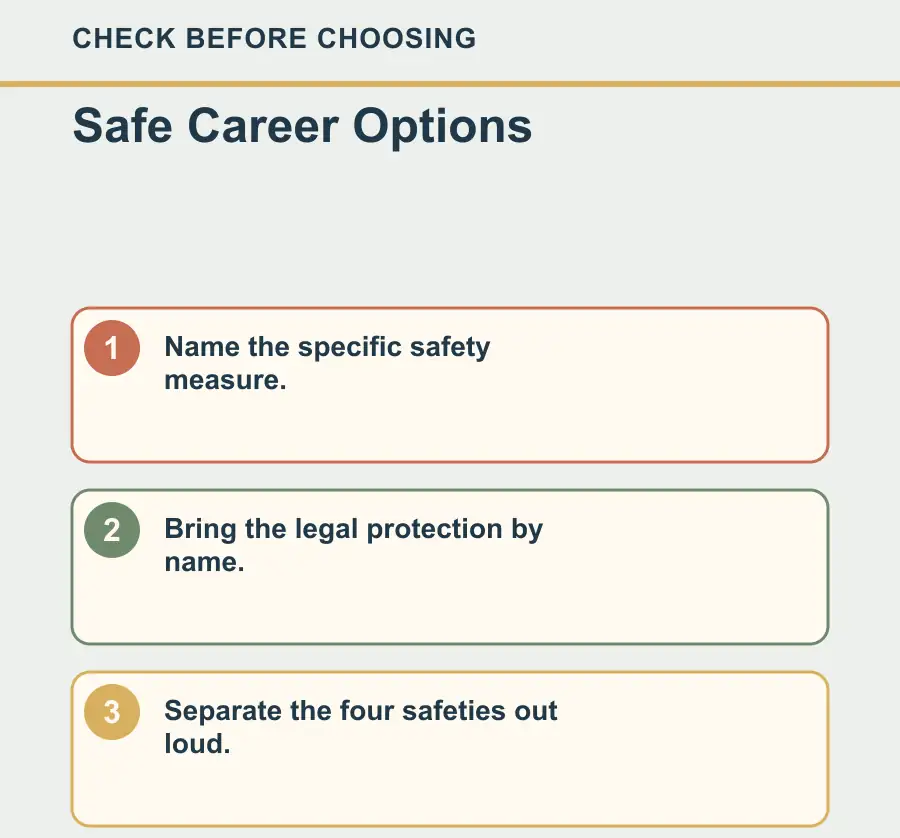 CHECK BEFORE CHOOSING
Safe Career Options
1
Name the specific safety
measure.
2
Bring the legal protection by
name.
3
Separate the four safeties out
loud.